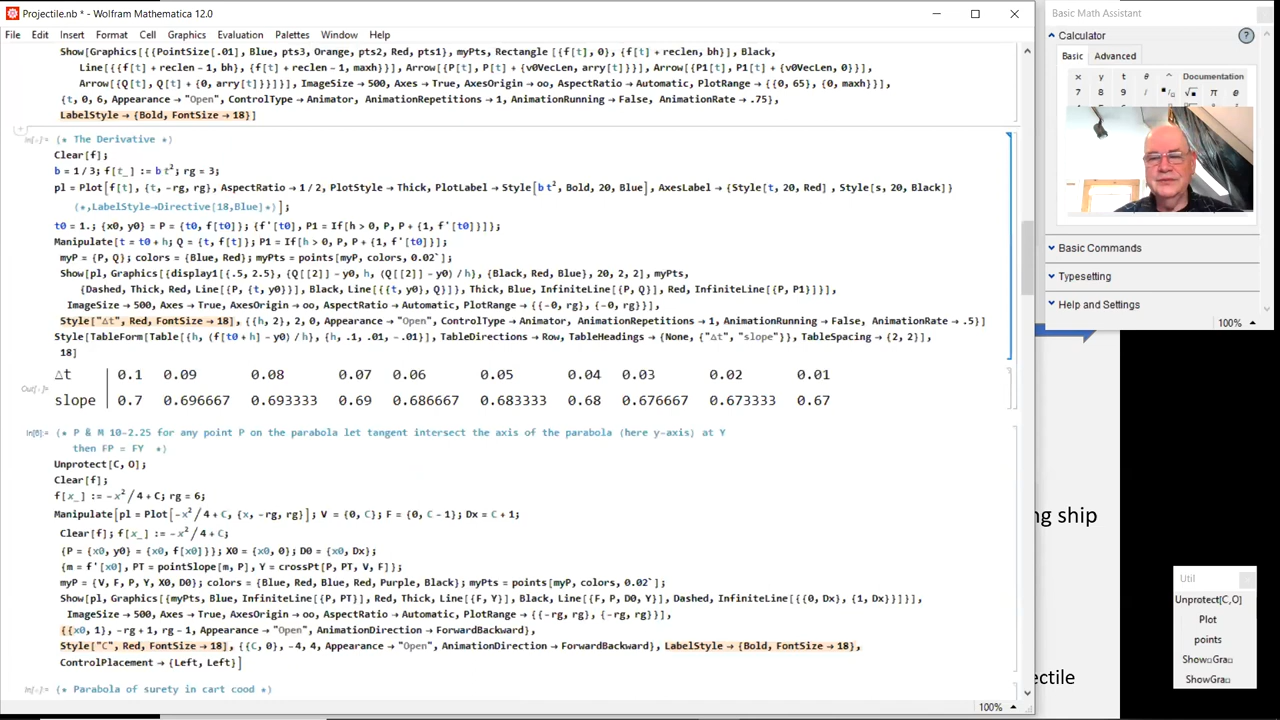 Projectile.nb * - Wolfram Mathematica 12.0
File Edit Insert Format Cell Graphics Evaluation Palettes Window Help
Show[Graphics[{{PointSize[.01], Blue, pts3, Orange, pts2, Red, pts1}, myPts, Rectangle [{f[t], 0}, {f[t] + reclen, bh}], Black,
Line[{{f[t] + reclen - 1, bh}, {f[t] + reclen - 1, maxh}}], Arrow[{P[t], P[t] + {v0VecLen, arry[t]}}], Arrow[{P1[t], P1[t] + {v0VecLen, 0}}],
Arrow[{Q[t], Q[t] + {0, arry[t]}}]}], ImageSize → 500, Axes → True, AxesOrigin → ∞, AspectRatio → Automatic, PlotRange → {{0, 65}, {0, maxh}}],
{t, 0, 6, Appearance → "Open", ControlType → Animator, AnimationRepetitions → 1, AnimationRunning → False, AnimationRate → .75},
LabelStyle → {Bold, FontSize → 18}]
In[ ]:= (* The Derivative *)
Clear[f];
b = 1 / 3; f[t_] := b t²; rg = 3;
pl = Plot[f[t], {t, -rg, rg}, AspectRatio → 1 / 2, PlotStyle → Thick, PlotLabel → Style[b t², Bold, 20, Blue], AxesLabel → {Style[t, 20, Red] , Style[s, 20, Black]}
(*,LabelStyle→Directive[18,Blue]*)];
t0 = 1.; {x0, y0} = P = {t0, f[t0]}; {f'[t0], P1 = If[h > 0, P, P + {1, f'[t0]}]};
Manipulate[t = t0 + h; Q = {t, f[t]}; P1 = If[h > 0, P, P + {1, f'[t0]}];
myP = {P, Q}; colors = {Blue, Red}; myPts = points[myP, colors, 0.02`];
Show[pl, Graphics[{display1[{.5, 2.5}, {Q[[2]] - y0, h, (Q[[2]] - y0) / h}, {Black, Red, Blue}, 20, 2, 2], myPts,
{Dashed, Thick, Red, Line[{P, {t, y0}}], Black, Line[{{t, y0}, Q}]}, Thick, Blue, InfiniteLine[{P, Q}], Red, InfiniteLine[{P, P1}]}],
ImageSize → 500, Axes → True, AxesOrigin → ∞, AspectRatio → Automatic, PlotRange → {{-0, rg}, {-0, rg}}],
Style["Δt", Red, FontSize → 18], {{h, 2}, 2, 0, Appearance → "Open", ControlType → Animator, AnimationRepetitions → 1, AnimationRunning → False, AnimationRate → .5}]
Style[TableForm[Table[{h, (f[t0 + h] - y0) / h}, {h, .1, .01, -.01}], TableDirections → Row, TableHeadings → {None, {"Δt", "slope"}}, TableSpacing → {2, 2}],
18]
Out[ ]=
Δt 0.1 0.09 0.08 0.07 0.06 0.05 0.04 0.03 0.02 0.01
slope 0.7 0.696667 0.693333 0.69 0.686667 0.683333 0.68 0.676667 0.673333 0.67
In[8]:= (* P & M 10-2.25 for any point P on the parabola let tangent intersect the axis of the parabola (here y-axis) at Y
then FP = FY *)
Unprotect[C, O];
Clear[f];
f[x_] := - x² / 4 + C; rg = 6;
Manipulate[pl = Plot[-x² / 4 + C, {x, -rg, rg}]; V = {0, C}; F = {0, C - 1}; Dx = C + 1;
Clear[f]; f[x_] := - x² / 4 + C;
{P = {x0, y0} = {x0, f[x0]}}; X0 = {x0, 0}; D0 = {x0, Dx};
{m = f'[x0], PT = pointSlope[m, P], Y = crossPt[P, PT, V, F]};
myP = {V, F, P, Y, X0, D0}; colors = {Blue, Red, Blue, Red, Purple, Black}; myPts = points[myP, colors, 0.02`];
Show[pl, Graphics[{myPts, Blue, InfiniteLine[{P, PT}], Red, Thick, Line[{F, Y}], Black, Line[{F, P, D0, Y}], Dashed, InfiniteLine[{{0, Dx}, {1, Dx}}]}],
ImageSize → 500, Axes → True, AxesOrigin → ∞, AspectRatio → Automatic, PlotRange → {{-rg, rg}, {-rg, rg}}],
{{x0, 1}, -rg + 1, rg - 1, Appearance → "Open", AnimationDirection → ForwardBackward},
Style["C", Red, FontSize → 18], {{C, 0}, -4, 4, Appearance → "Open", AnimationDirection → ForwardBackward}, LabelStyle → {Bold, FontSize → 18},
ControlPlacement → {Left, Left}]
In[ ]:= (* Parabola of surety in cart cood *)
100%
Basic Math Assistant
Calculator ?
Basic Advanced
x y t θ ^ Documentation
7 8 9 / √ π e
Basic Commands
Typesetting
Help and Settings
100%
ng ship
Util
Unprotect[C,O]
Plot
points
Show□Gra□
ShowGra□
ectile